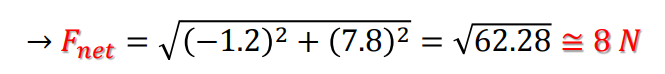 → F_net = √((−1.2)² + (7.8)²) = √62.28 ≅ 8 N